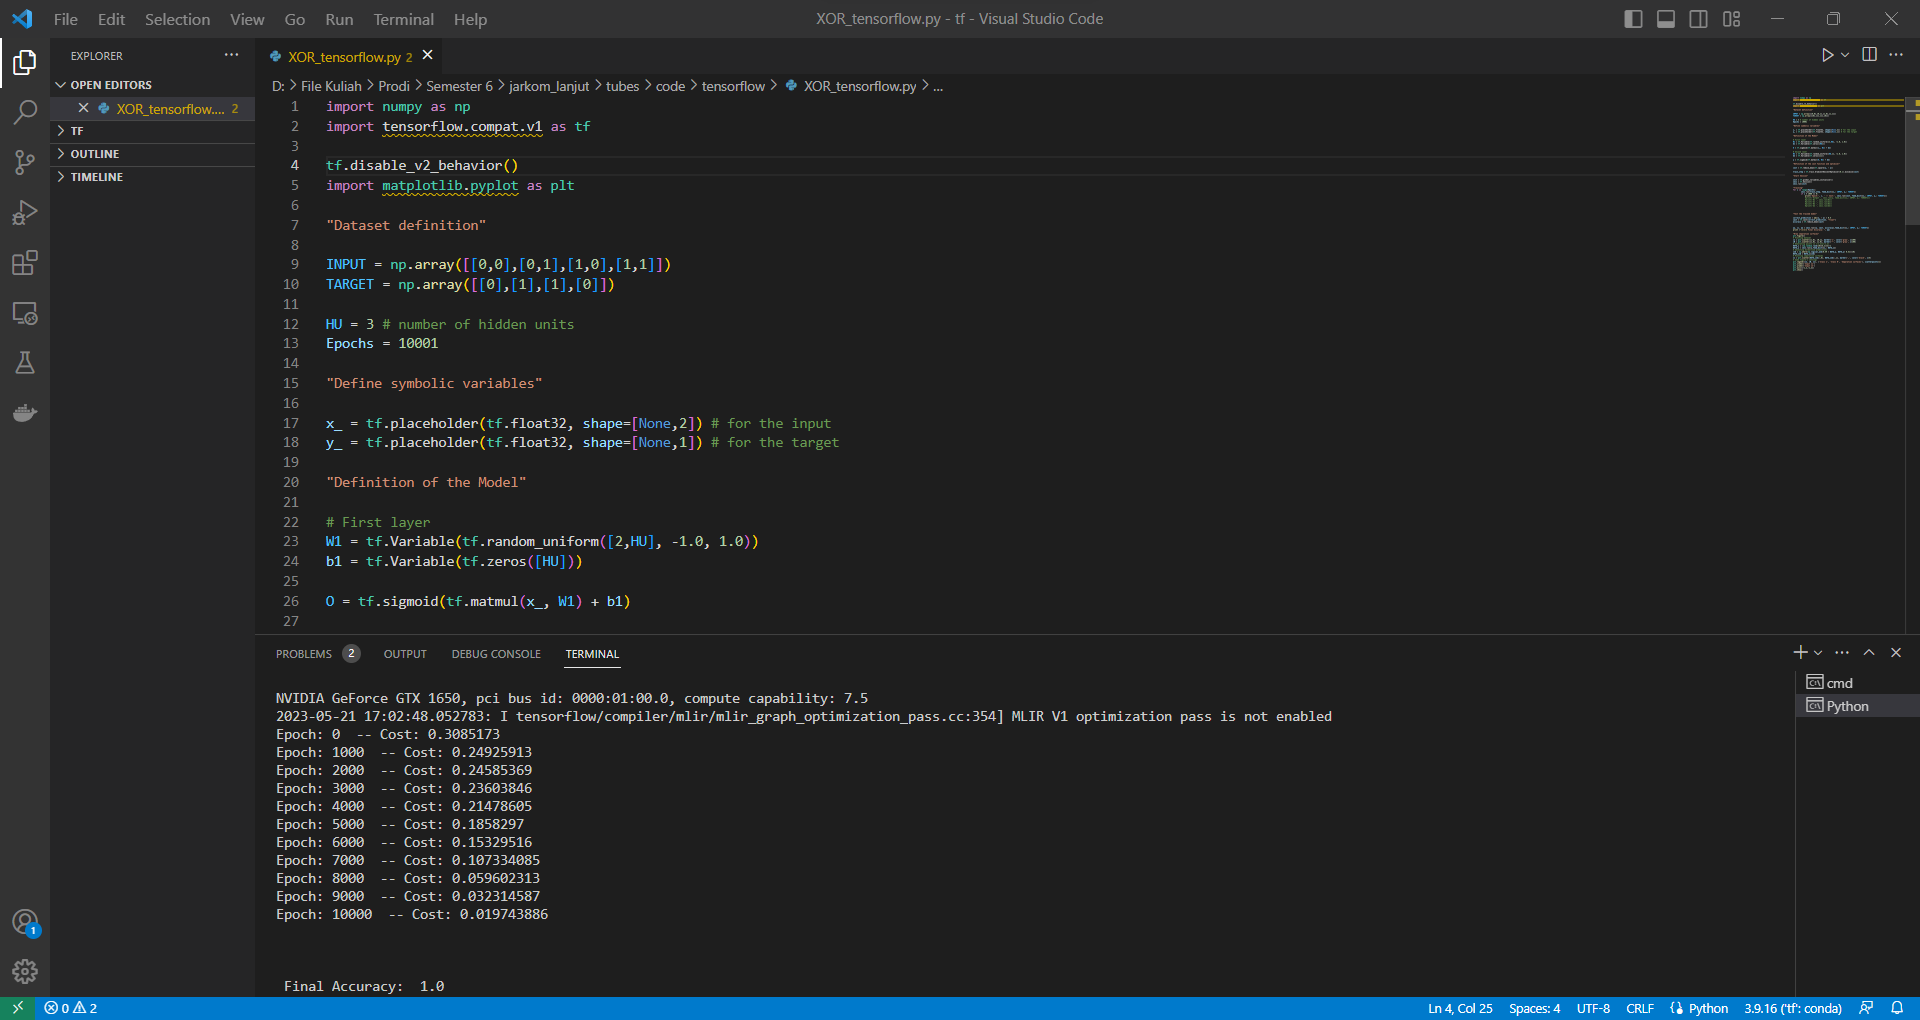 File Edit Selection View Go Run Terminal Help
XOR_tensorflow.py - tf - Visual Studio Code
EXPLORER
OPEN EDITORS
XOR_tensorflow.... 2
TF
OUTLINE
TIMELINE
XOR_tensorflow.py 2
D: > File Kuliah > Prodi > Semester 6 > jarkom_lanjut > tubes > code > tensorflow > XOR_tensorflow.py > ...
1 import numpy as np
2 import tensorflow.compat.v1 as tf
3
4 tf.disable_v2_behavior()
5 import matplotlib.pyplot as plt
6
7 "Dataset definition"
8
9 INPUT = np.array([[0,0],[0,1],[1,0],[1,1]])
10 TARGET = np.array([[0],[1],[1],[0]])
11
12 HU = 3 # number of hidden units
13 Epochs = 10001
14
15 "Define symbolic variables"
16
17 x_ = tf.placeholder(tf.float32, shape=[None,2]) # for the input
18 y_ = tf.placeholder(tf.float32, shape=[None,1]) # for the target
19
20 "Definition of the Model"
21
22 # First layer
23 W1 = tf.Variable(tf.random_uniform([2,HU], -1.0, 1.0))
24 b1 = tf.Variable(tf.zeros([HU]))
25
26 O = tf.sigmoid(tf.matmul(x_, W1) + b1)
27
PROBLEMS 2 OUTPUT DEBUG CONSOLE TERMINAL
cmd
Python
NVIDIA GeForce GTX 1650, pci bus id: 0000:01:00.0, compute capability: 7.5
2023-05-21 17:02:48.052783: I tensorflow/compiler/mlir/mlir_graph_optimization_pass.cc:354] MLIR V1 optimization pass is not enabled
Epoch: 0  -- Cost: 0.3085173
Epoch: 1000  -- Cost: 0.24925913
Epoch: 2000  -- Cost: 0.24585369
Epoch: 3000  -- Cost: 0.23603846
Epoch: 4000  -- Cost: 0.21478605
Epoch: 5000  -- Cost: 0.1858297
Epoch: 6000  -- Cost: 0.15329516
Epoch: 7000  -- Cost: 0.107334085
Epoch: 8000  -- Cost: 0.059602313
Epoch: 9000  -- Cost: 0.032314587
Epoch: 10000  -- Cost: 0.019743886
Final Accuracy:  1.0
1
0 2
Ln 4, Col 25 Spaces: 4 UTF-8 CRLF Python 3.9.16 ('tf': conda)